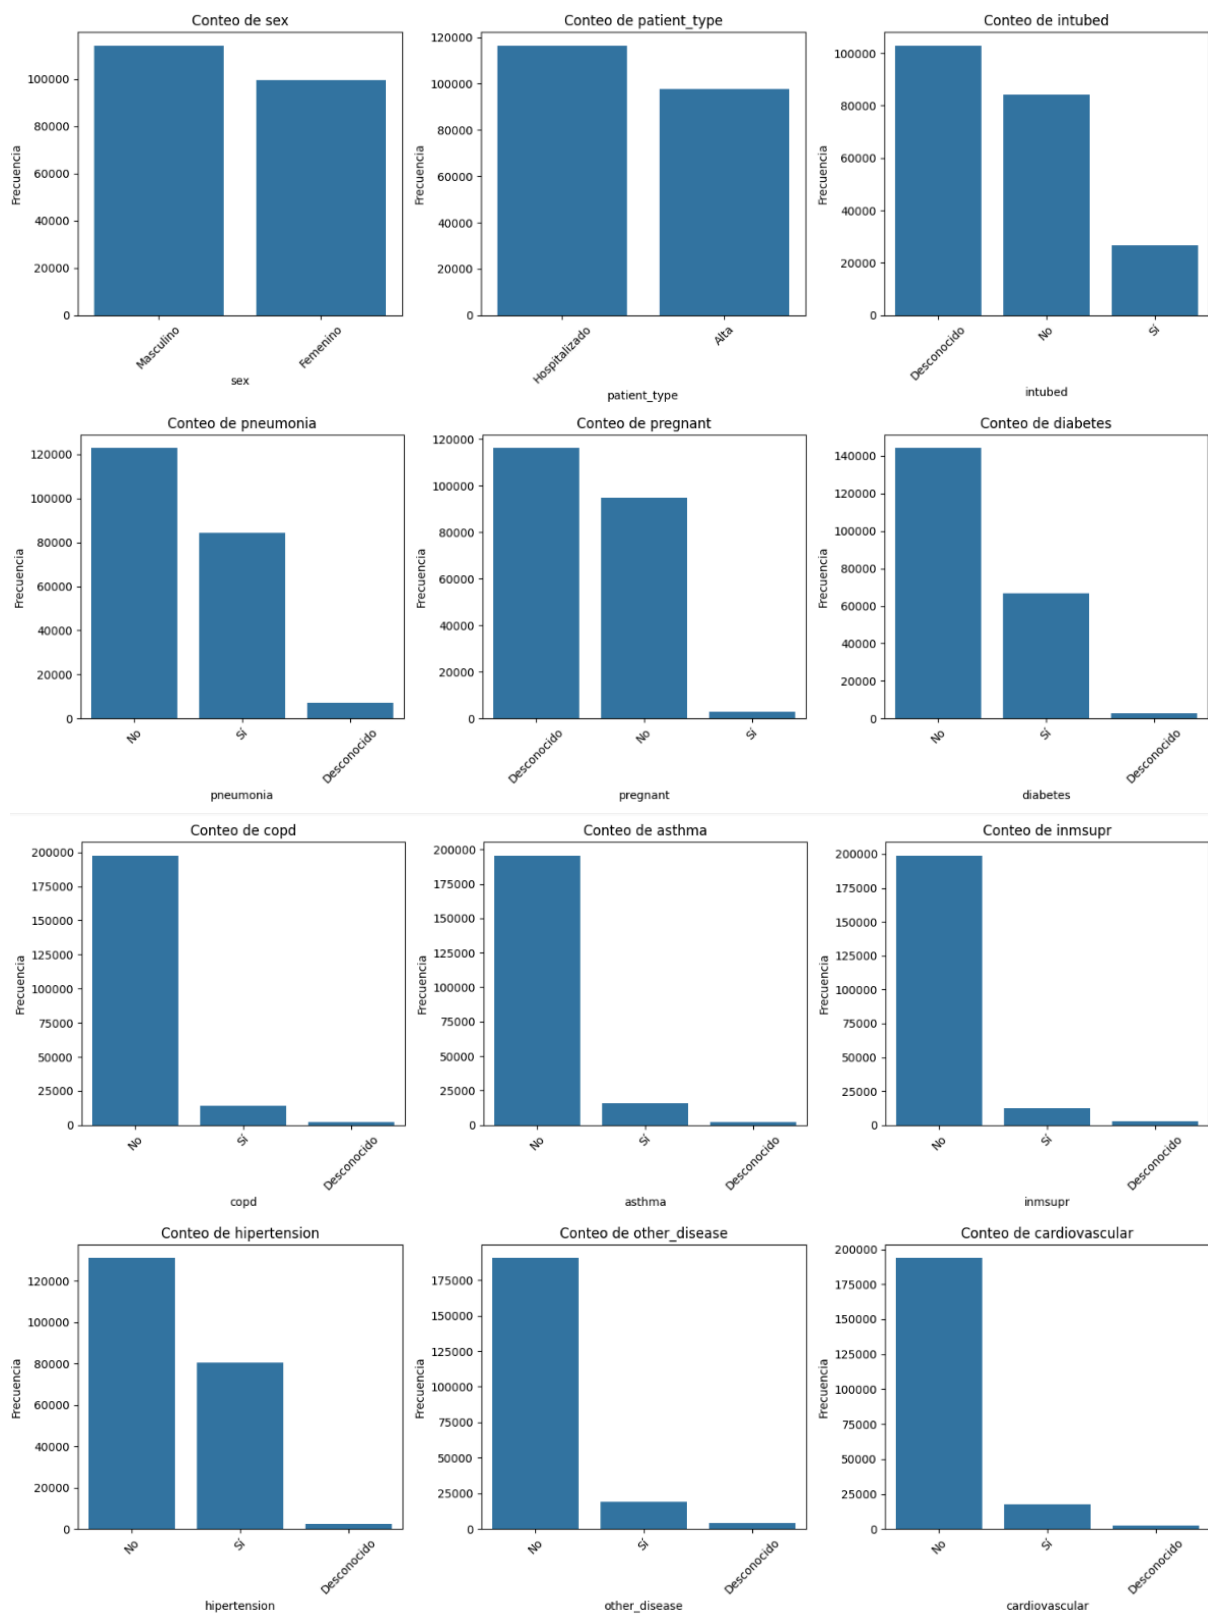 Conteo de sex
Frecuencia
100000
80000
60000
40000
20000
0
Masculino
Femenino
sex
Conteo de patient_type
Frecuencia
120000
100000
80000
60000
40000
20000
0
Hospitalizado
Alta
patient_type
Conteo de intubed
Frecuencia
100000
80000
60000
40000
20000
0
Desconocido
No
Sí
intubed
Conteo de pneumonia
Frecuencia
120000
100000
80000
60000
40000
20000
0
No
Sí
Desconocido
pneumonia
Conteo de pregnant
Frecuencia
120000
100000
80000
60000
40000
20000
0
Desconocido
No
Sí
pregnant
Conteo de diabetes
Frecuencia
140000
120000
100000
80000
60000
40000
20000
0
No
Sí
Desconocido
diabetes
Conteo de copd
Frecuencia
200000
175000
150000
125000
100000
75000
50000
25000
0
No
Sí
Desconocido
copd
Conteo de asthma
Frecuencia
200000
175000
150000
125000
100000
75000
50000
25000
0
No
Sí
Desconocido
asthma
Conteo de inmsupr
Frecuencia
200000
175000
150000
125000
100000
75000
50000
25000
0
No
Sí
Desconocido
inmsupr
Conteo de hipertension
Frecuencia
120000
100000
80000
60000
40000
20000
0
No
Sí
Desconocido
hipertension
Conteo de other_disease
Frecuencia
175000
150000
125000
100000
75000
50000
25000
0
No
Sí
Desconocido
other_disease
Conteo de cardiovascular
Frecuencia
200000
175000
150000
125000
100000
75000
50000
25000
0
No
Sí
Desconocido
cardiovascular